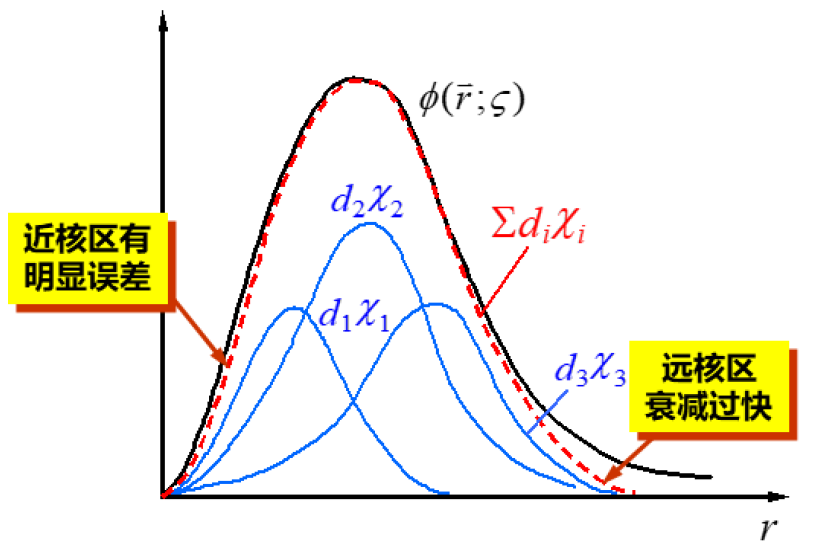 ϕ(r⃗;ς)
d₂χ₂
Σdᵢχᵢ
近核区有
明显误差
d₁χ₁
d₃χ₃
远核区
衰减过快
r